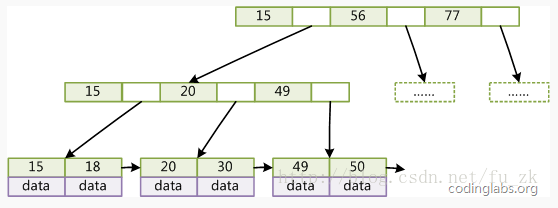 15 56 77
15 20 49
...... ......
15 18 20 30 49 50
data data data data data data
http://blog.csdn.net/fu_zk
codinglabs.org